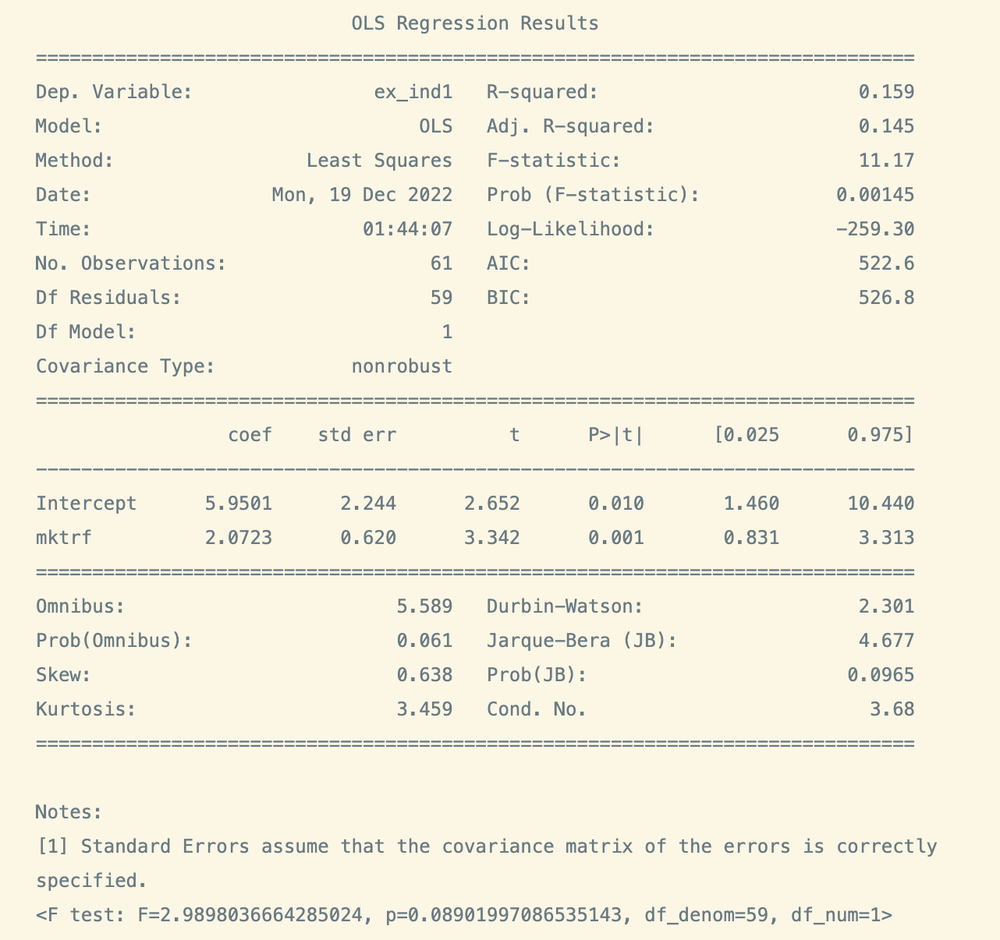 OLS Regression Results
==============================================================================
Dep. Variable:                ex_ind1   R-squared:                       0.159
Model:                            OLS   Adj. R-squared:                  0.145
Method:                 Least Squares   F-statistic:                     11.17
Date:                Mon, 19 Dec 2022   Prob (F-statistic):            0.00145
Time:                        01:44:07   Log-Likelihood:                -259.30
No. Observations:                  61   AIC:                             522.6
Df Residuals:                      59   BIC:                             526.8
Df Model:                           1
Covariance Type:            nonrobust
==============================================================================
                 coef    std err          t      P>|t|      [0.025      0.975]
------------------------------------------------------------------------------
Intercept      5.9501      2.244      2.652      0.010       1.460      10.440
mktrf          2.0723      0.620      3.342      0.001       0.831       3.313
==============================================================================
Omnibus:                        5.589   Durbin-Watson:                   2.301
Prob(Omnibus):                  0.061   Jarque-Bera (JB):                4.677
Skew:                           0.638   Prob(JB):                       0.0965
Kurtosis:                       3.459   Cond. No.                         3.68
==============================================================================
Notes:
[1] Standard Errors assume that the covariance matrix of the errors is correctly
specified.
<F test: F=2.9898036664285024, p=0.08901997086535143, df_denom=59, df_num=1>